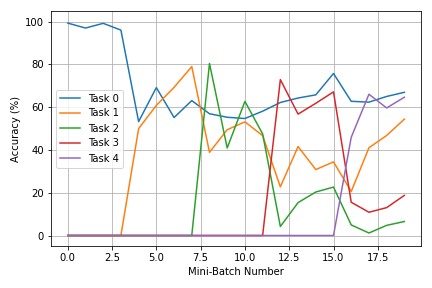 100
80
60
40
20
0
Accuracy (%)
Task 0
Task 1
Task 2
Task 3
Task 4
0.0 2.5 5.0 7.5 10.0 12.5 15.0 17.5
Mini-Batch Number